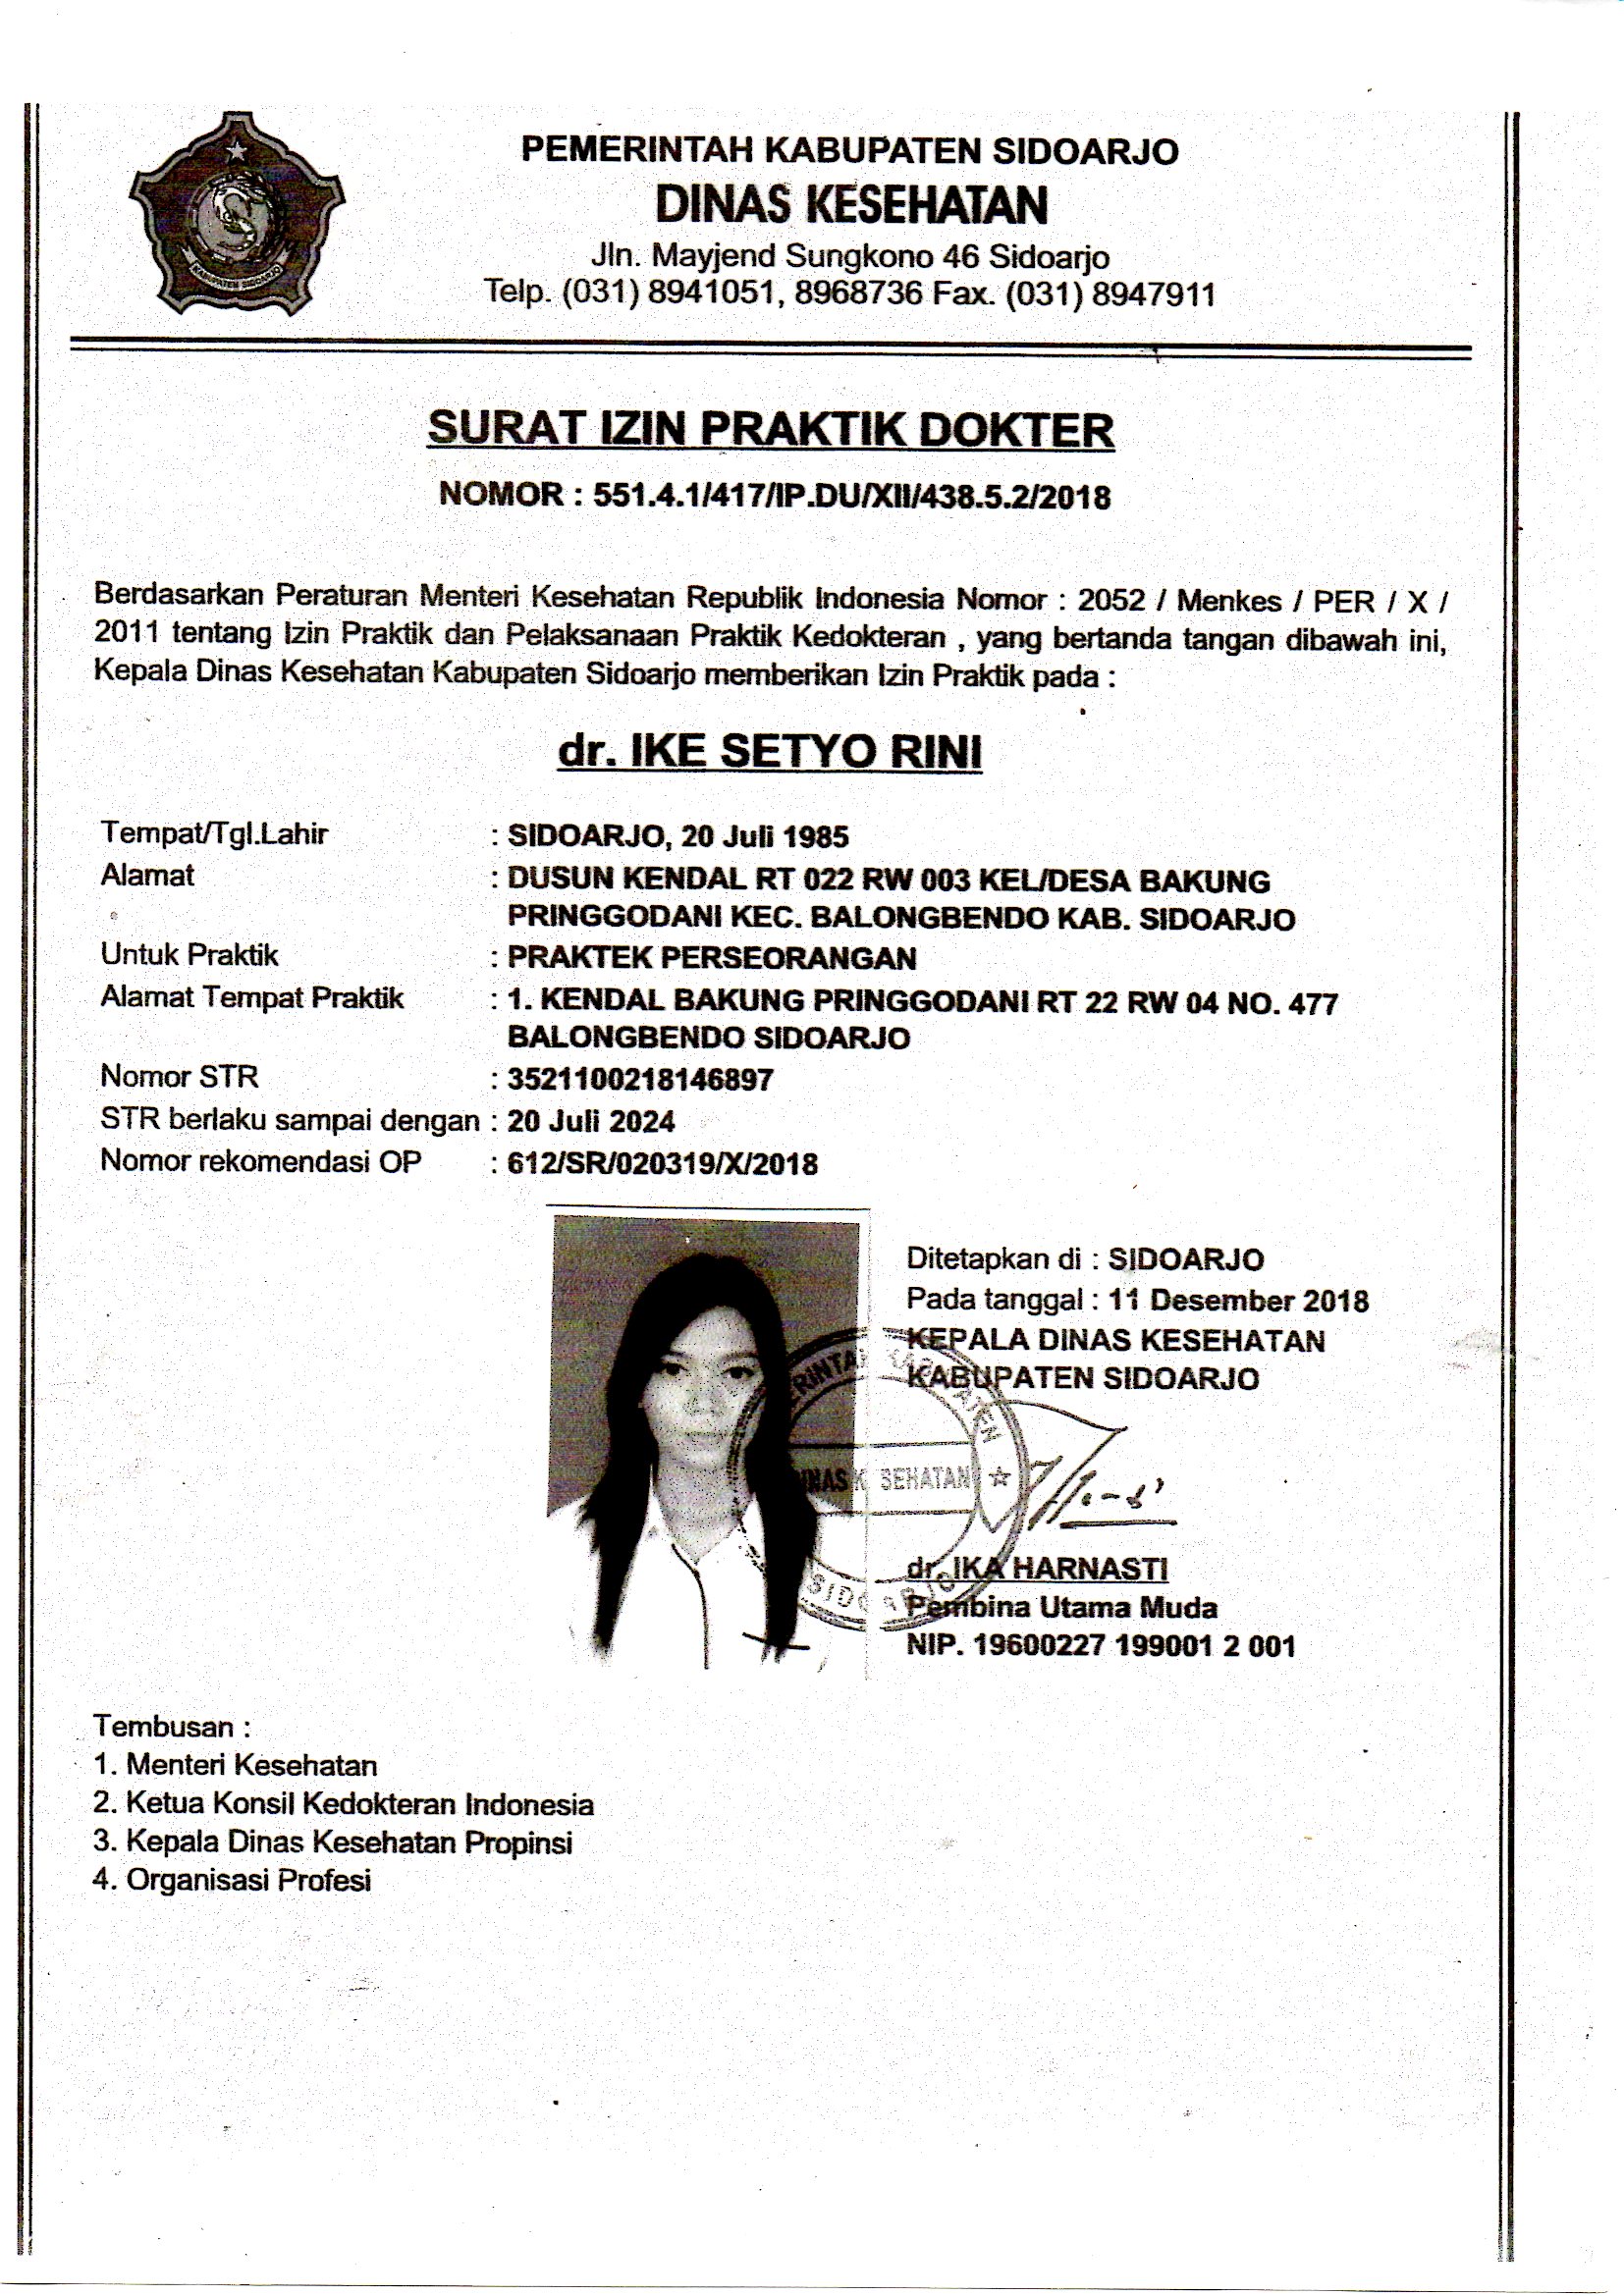 PEMERINTAH KABUPATEN SIDOARJO
DINAS KESEHATAN
Jln. Mayjend Sungkono 46 Sidoarjo
Telp. (031) 8941051, 8968736 Fax. (031) 8947911
KABUPATEN SIDOARJO
SURAT IZIN PRAKTIK DOKTER
NOMOR : 551.4.1/417/IP.DU/XII/438.5.2/2018
Berdasarkan Peraturan Menteri Kesehatan Republik Indonesia Nomor : 2052 / Menkes / PER / X /
2011 tentang Izin Praktik dan Pelaksanaan Praktik Kedokteran , yang bertanda tangan dibawah ini,
Kepala Dinas Kesehatan Kabupaten Sidoarjo memberikan Izin Praktik pada :
dr. IKE SETYO RINI
Tempat/Tgl.Lahir : SIDOARJO, 20 Juli 1985
Alamat : DUSUN KENDAL RT 022 RW 003 KEL/DESA BAKUNG
PRINGGODANI KEC. BALONGBENDO KAB. SIDOARJO
Untuk Praktik : PRAKTEK PERSEORANGAN
Alamat Tempat Praktik : 1. KENDAL BAKUNG PRINGGODANI RT 22 RW 04 NO. 477
BALONGBENDO SIDOARJO
Nomor STR : 3521100218146897
STR berlaku sampai dengan : 20 Juli 2024
Nomor rekomendasi OP : 612/SR/020319/X/2018
Ditetapkan di : SIDOARJO
Pada tanggal : 11 Desember 2018
KEPALA DINAS KESEHATAN
KABUPATEN SIDOARJO
dr. IKA HARNASTI
Pembina Utama Muda
NIP. 19600227 199001 2 001
Tembusan :
1. Menteri Kesehatan
2. Ketua Konsil Kedokteran Indonesia
3. Kepala Dinas Kesehatan Propinsi
4. Organisasi Profesi